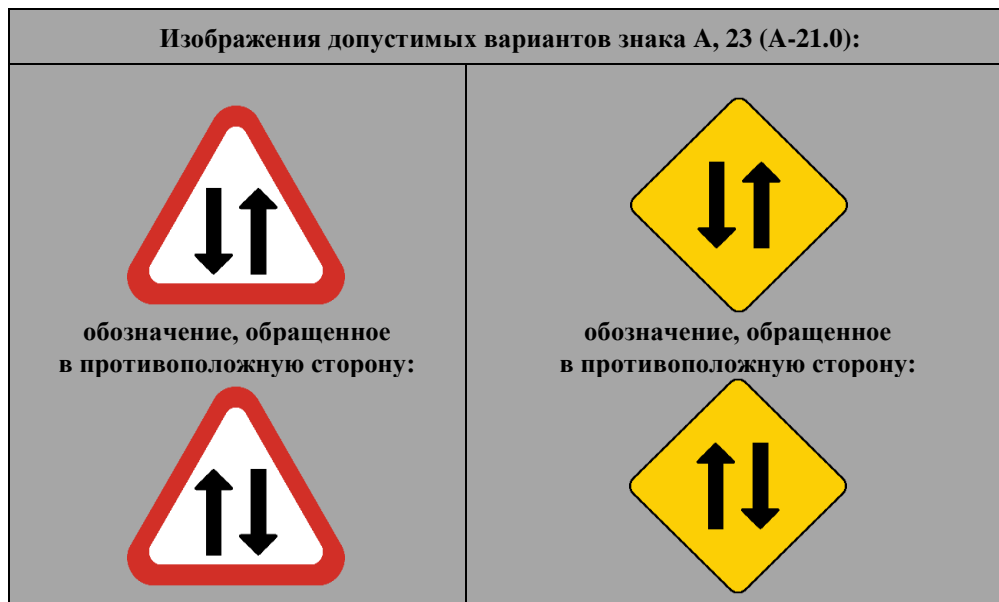 Изображения допустимых вариантов знака A, 23 (A-21.0):
обозначение, обращенное
в противоположную сторону:
обозначение, обращенное
в противоположную сторону: